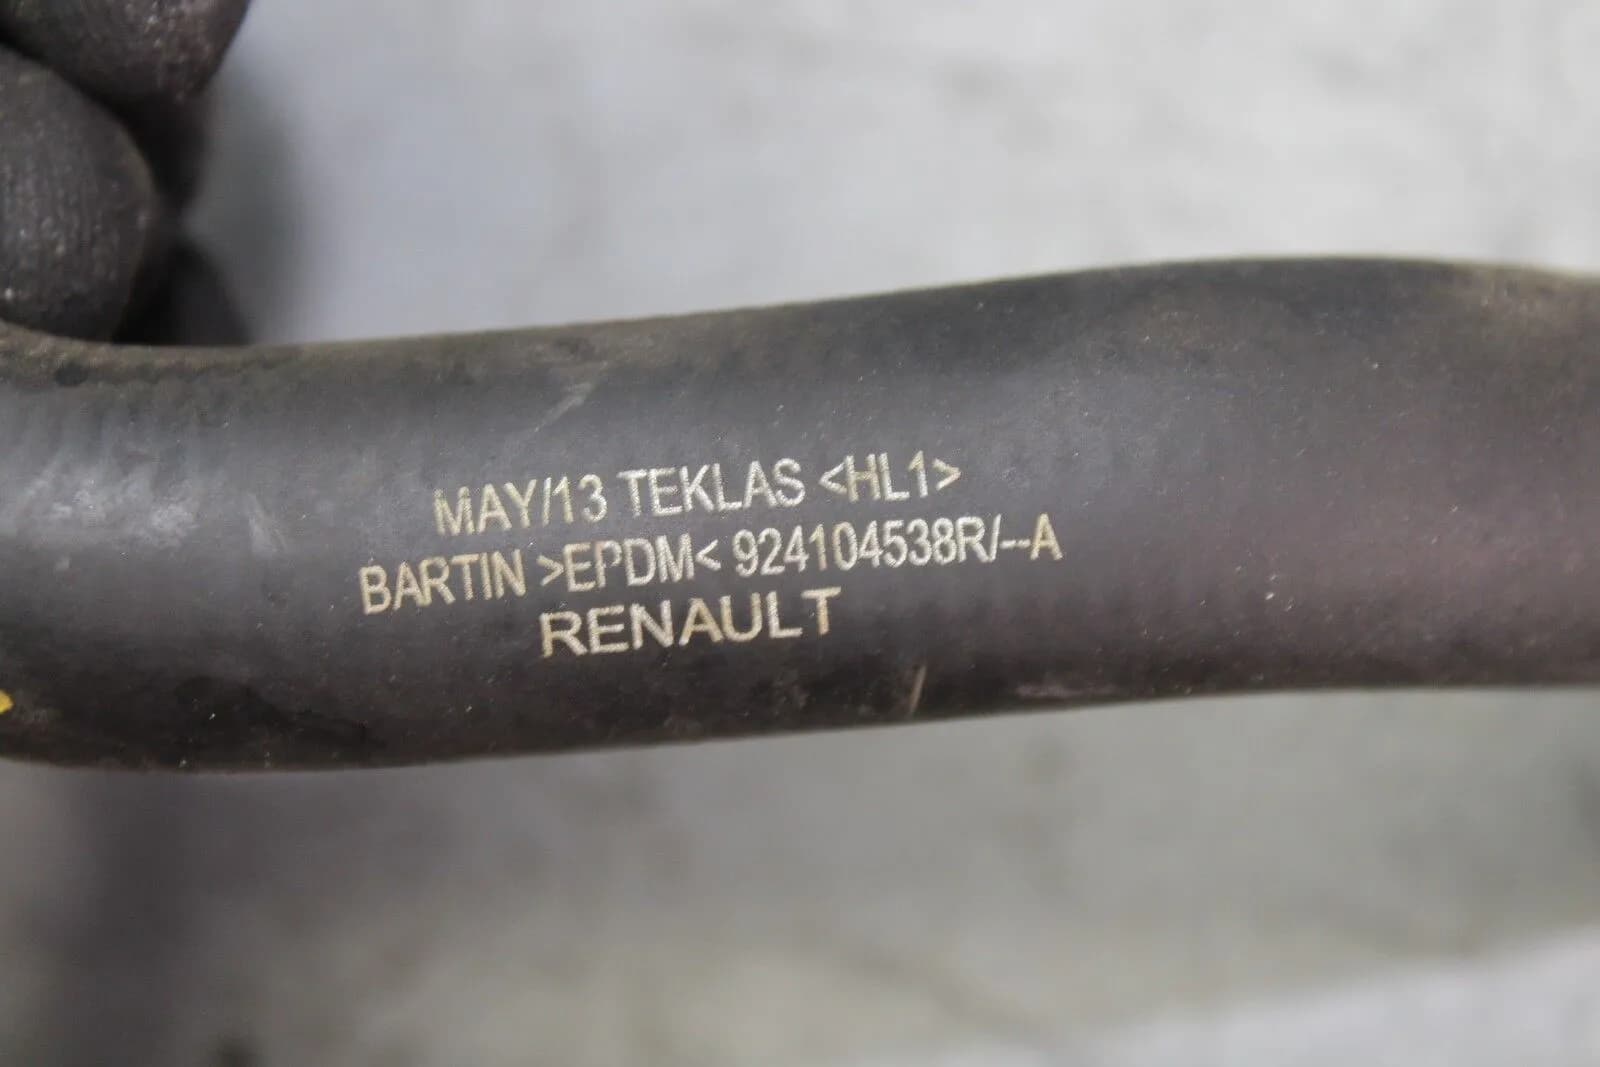 MAY/13 TEKLAS <HL1>
BARTIN >EPDM< 924104538R/--A
RENAULT